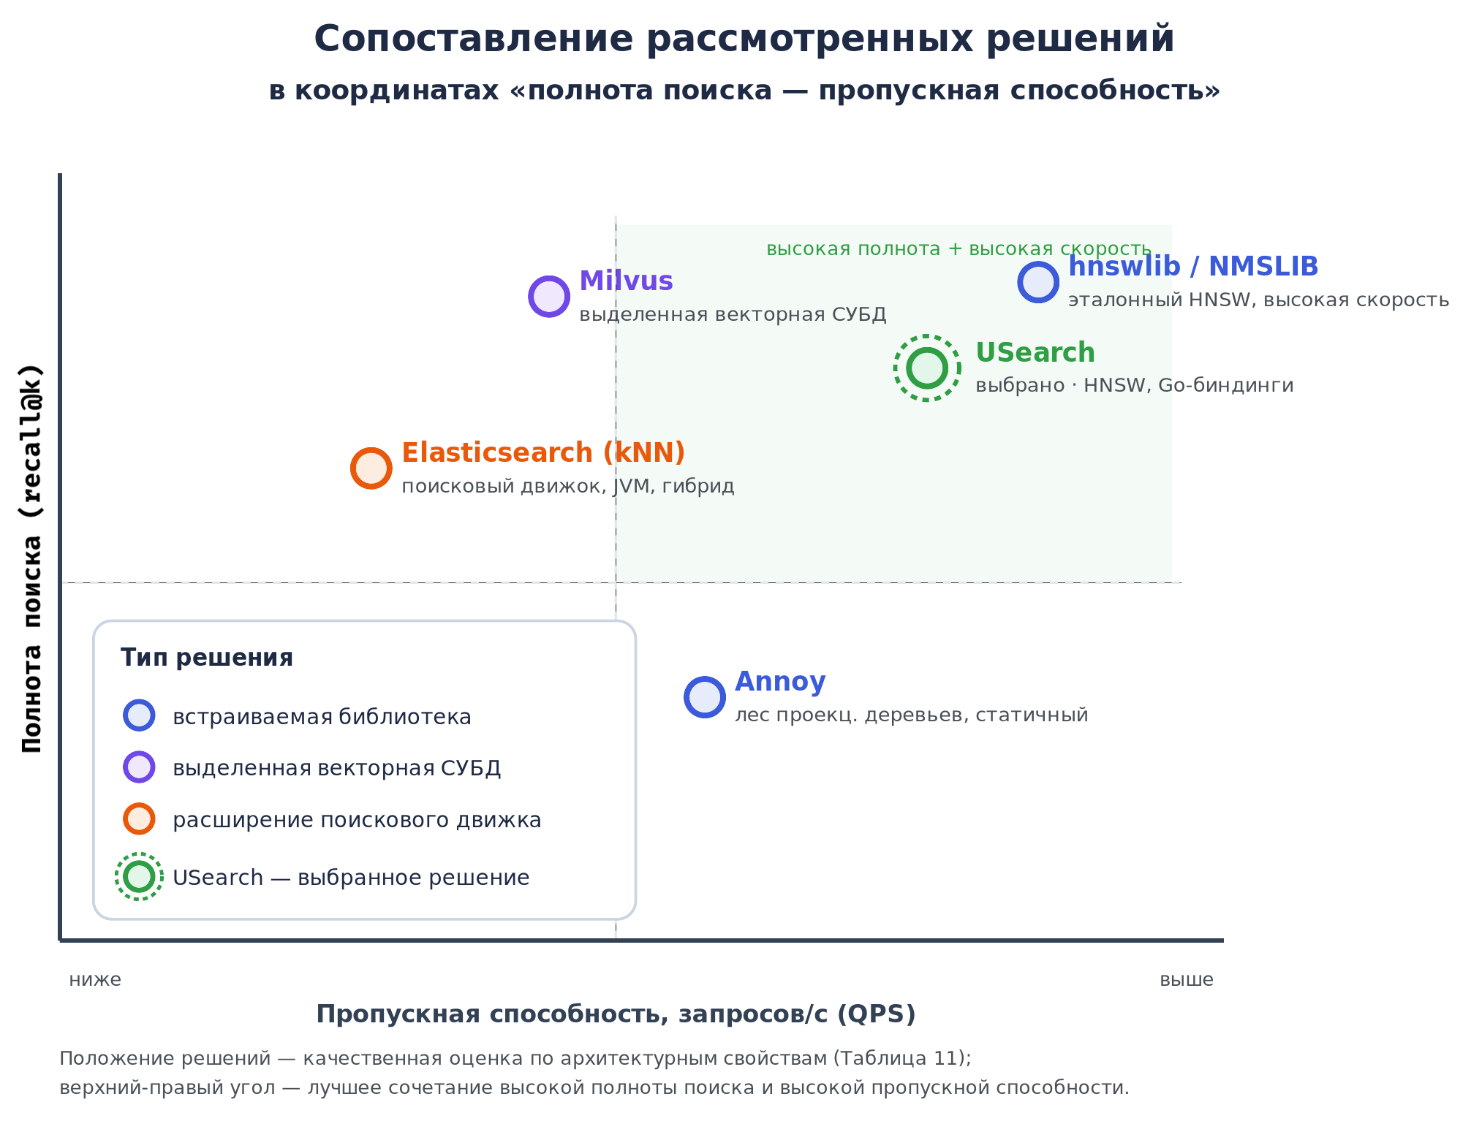 Сопоставление рассмотренных решений
в координатах «полнота поиска — пропускная способность»
высокая полнота + высокая скорость
hnswlib / NMSLIB
эталонный HNSW, высокая скорость
Milvus
выделенная векторная СУБД
USearch
выбрано · HNSW, Go-биндинги
Elasticsearch (kNN)
поисковый движок, JVM, гибрид
Полнота поиска (recall@k)
Annoy
лес проекц. деревьев, статичный
Тип решения
встраиваемая библиотека
выделенная векторная СУБД
расширение поискового движка
USearch — выбранное решение
ниже
выше
Пропускная способность, запросов/с (QPS)
Положение решений — качественная оценка по архитектурным свойствам (Таблица 11);
верхний-правый угол — лучшее сочетание высокой полноты поиска и высокой пропускной способности.